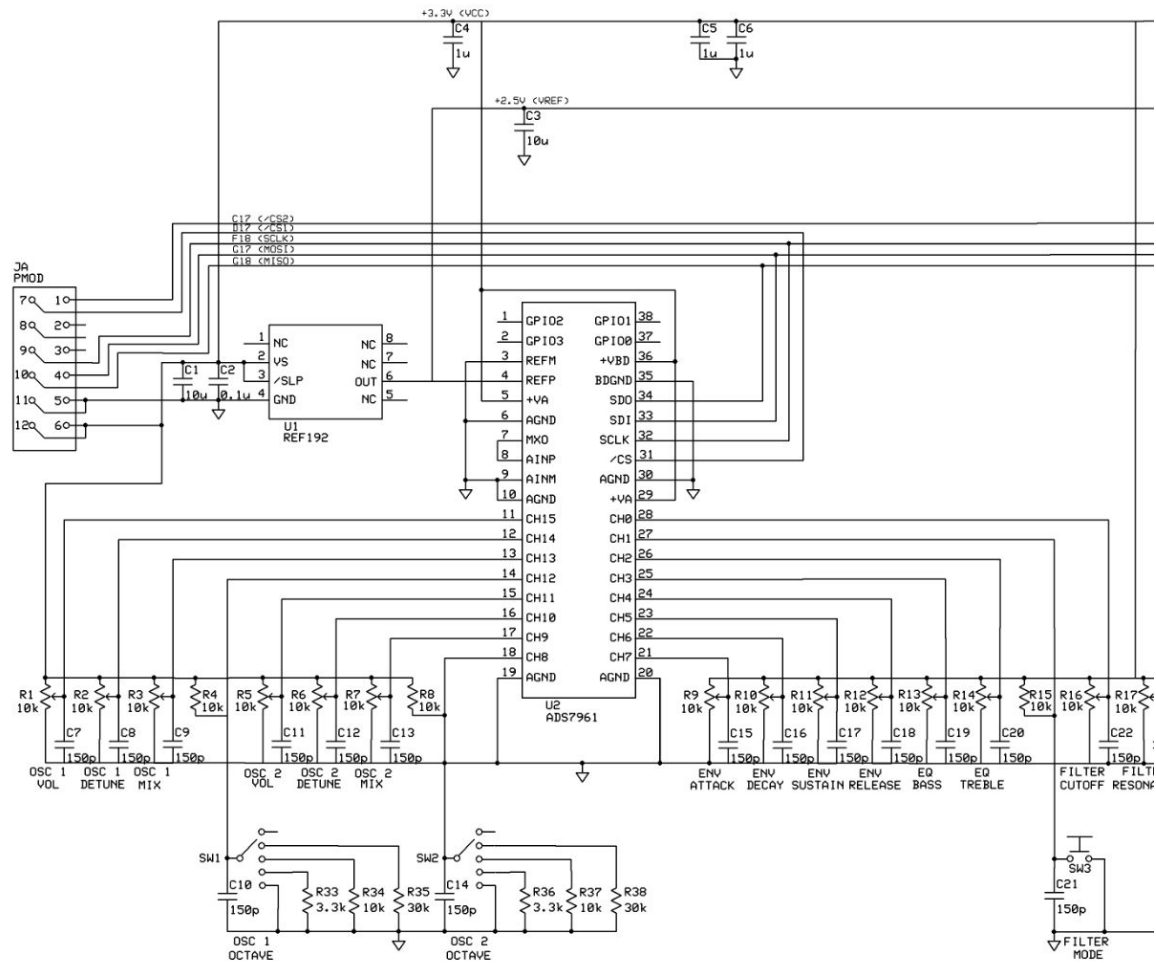 +3.3V (VCC)
C4
1u
C5
1u
C6
1u
+2.5V (VREF)
C3
10u
C17 (/CS2)
D17 (/CS1)
F18 (SCLK)
G17 (MOSI)
G18 (MISO)
JA
PMOD
7 1
8 2
9 3
10 4
11 5
12 6
1 NC NC 8
2 VS NC 7
3 /SLP OUT 6
4 GND NC 5
U1
REF192
C1
10u
C2
0.1u
1 GPIO2 GPIO1 38
2 GPIO3 GPIO0 37
3 REFM +VBD 36
4 REFP BDGND 35
5 +VA SDO 34
6 AGND SDI 33
7 MXO SCLK 32
8 AINP /CS 31
9 AINM AGND 30
10 AGND +VA 29
11 CH15 CH0 28
12 CH14 CH1 27
13 CH13 CH2 26
14 CH12 CH3 25
15 CH11 CH4 24
16 CH10 CH5 23
17 CH9 CH6 22
18 CH8 CH7 21
19 AGND AGND 20
U2
ADS7961
R1
10k
R2
10k
R3
10k
R4
10k
R5
10k
R6
10k
R7
10k
R8
10k
R9
10k
R10
10k
R11
10k
R12
10k
R13
10k
R14
10k
R15
10k
R16
10k
R17
10k
C7
150p
C8
150p
C9
150p
C11
150p
C12
150p
C13
150p
C15
150p
C16
150p
C17
150p
C18
150p
C19
150p
C20
150p
C22
150p
OSC 1
VOL
OSC 1
DETUNE
OSC 1
MIX
OSC 2
VOL
OSC 2
DETUNE
OSC 2
MIX
ENV
ATTACK
ENV
DECAY
ENV
SUSTAIN
ENV
RELEASE
EQ
BASS
EQ
TREBLE
FILTER
CUTOFF
SW1
C10
150p
R33
3.3k
R34
10k
R35
30k
OSC 1
OCTAVE
SW2
C14
150p
R36
3.3k
R37
10k
R38
30k
OSC 2
OCTAVE
SW3
C21
150p
FILTER
MODE